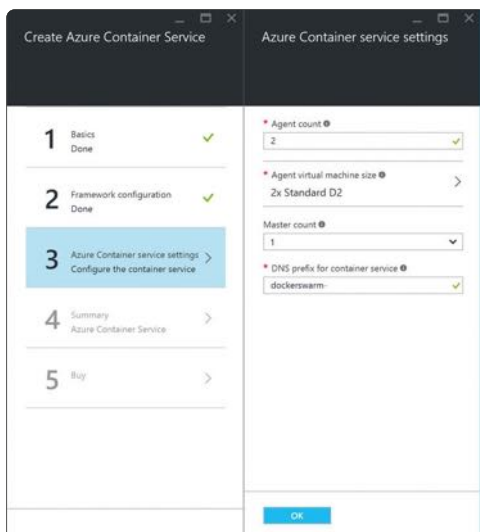 Create Azure Container Service
1
Basics
Done
2
Framework configuration
Done
3
Azure Container service settings
Configure the container service
4
Summary
Azure Container Service
5
Buy
Azure Container service settings
* Agent count
2
* Agent virtual machine size
2x Standard D2
Master count
1
* DNS prefix for container service
dockerswarm-
OK